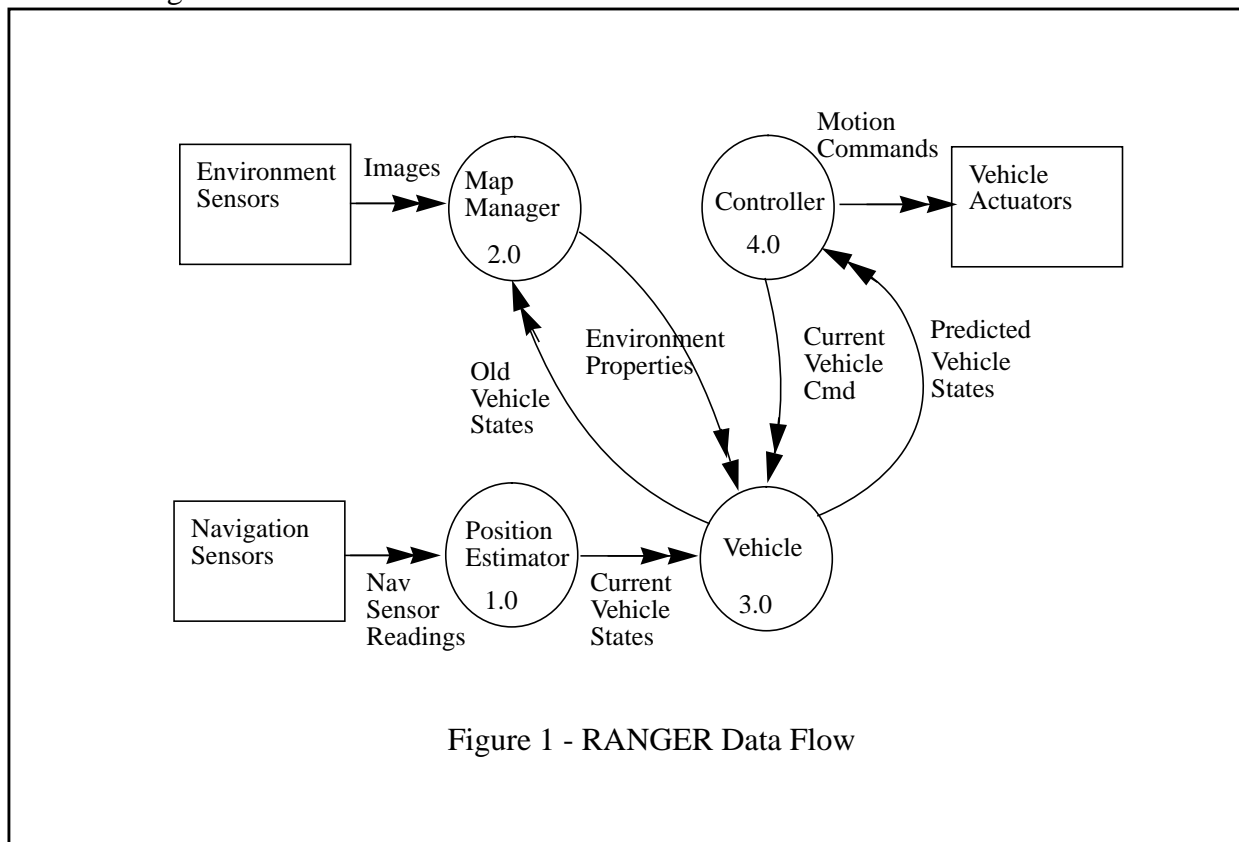 Environment
Sensors
Images
Map
Manager
2.0
Controller
4.0
Motion
Commands
Vehicle
Actuators
Old
Vehicle
States
Environment
Properties
Current
Vehicle
Cmd
Predicted
Vehicle
States
Navigation
Sensors
Nav
Sensor
Readings
Position
Estimator
1.0
Current
Vehicle
States
Vehicle
3.0
Figure 1 - RANGER Data Flow